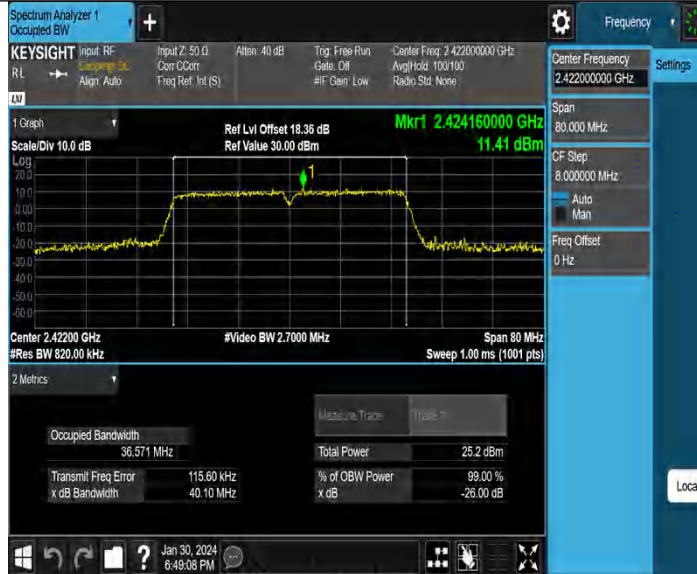 Spectrum Analyzer 1
Occupied BW
+
Frequency
KEYSIGHT
Input: RF
Coupling: DC
Align: Auto
Input Z: 50 Ω
Corr CCorr
Freq Ref: Int (S)
Atten: 40 dB
Trig: Free Run
Gate: Off
#IF Gain: Low
Center Freq: 2.422000000 GHz
Avg|Hold: 100/100
Radio Std: None
RL
Center Frequency
2.422000000 GHz
Settings
Span
80.000 MHz
CF Step
8.000000 MHz
Auto
Man
Freq Offset
0 Hz
Local
1 Graph
Scale/Div 10.0 dB
Ref Lvl Offset 18.36 dB
Ref Value 30.00 dBm
Mkr1 2.424160000 GHz
11.41 dBm
Log
20.0
10.0
0.00
-10.0
-20.0
-30.0
-40.0
-50.0
-60.0
1
Center 2.42200 GHz
#Res BW 820.00 kHz
#Video BW 2.7000 MHz
Span 80 MHz
Sweep 1.00 ms (1001 pts)
2 Metrics
Measure Trace
Trace 1
Occupied Bandwidth
36.571 MHz
Total Power
25.2 dBm
Transmit Freq Error
115.60 kHz
% of OBW Power
99.00 %
x dB Bandwidth
40.10 MHz
x dB
-26.00 dB
?
Jan 30, 2024
6:49:08 PM